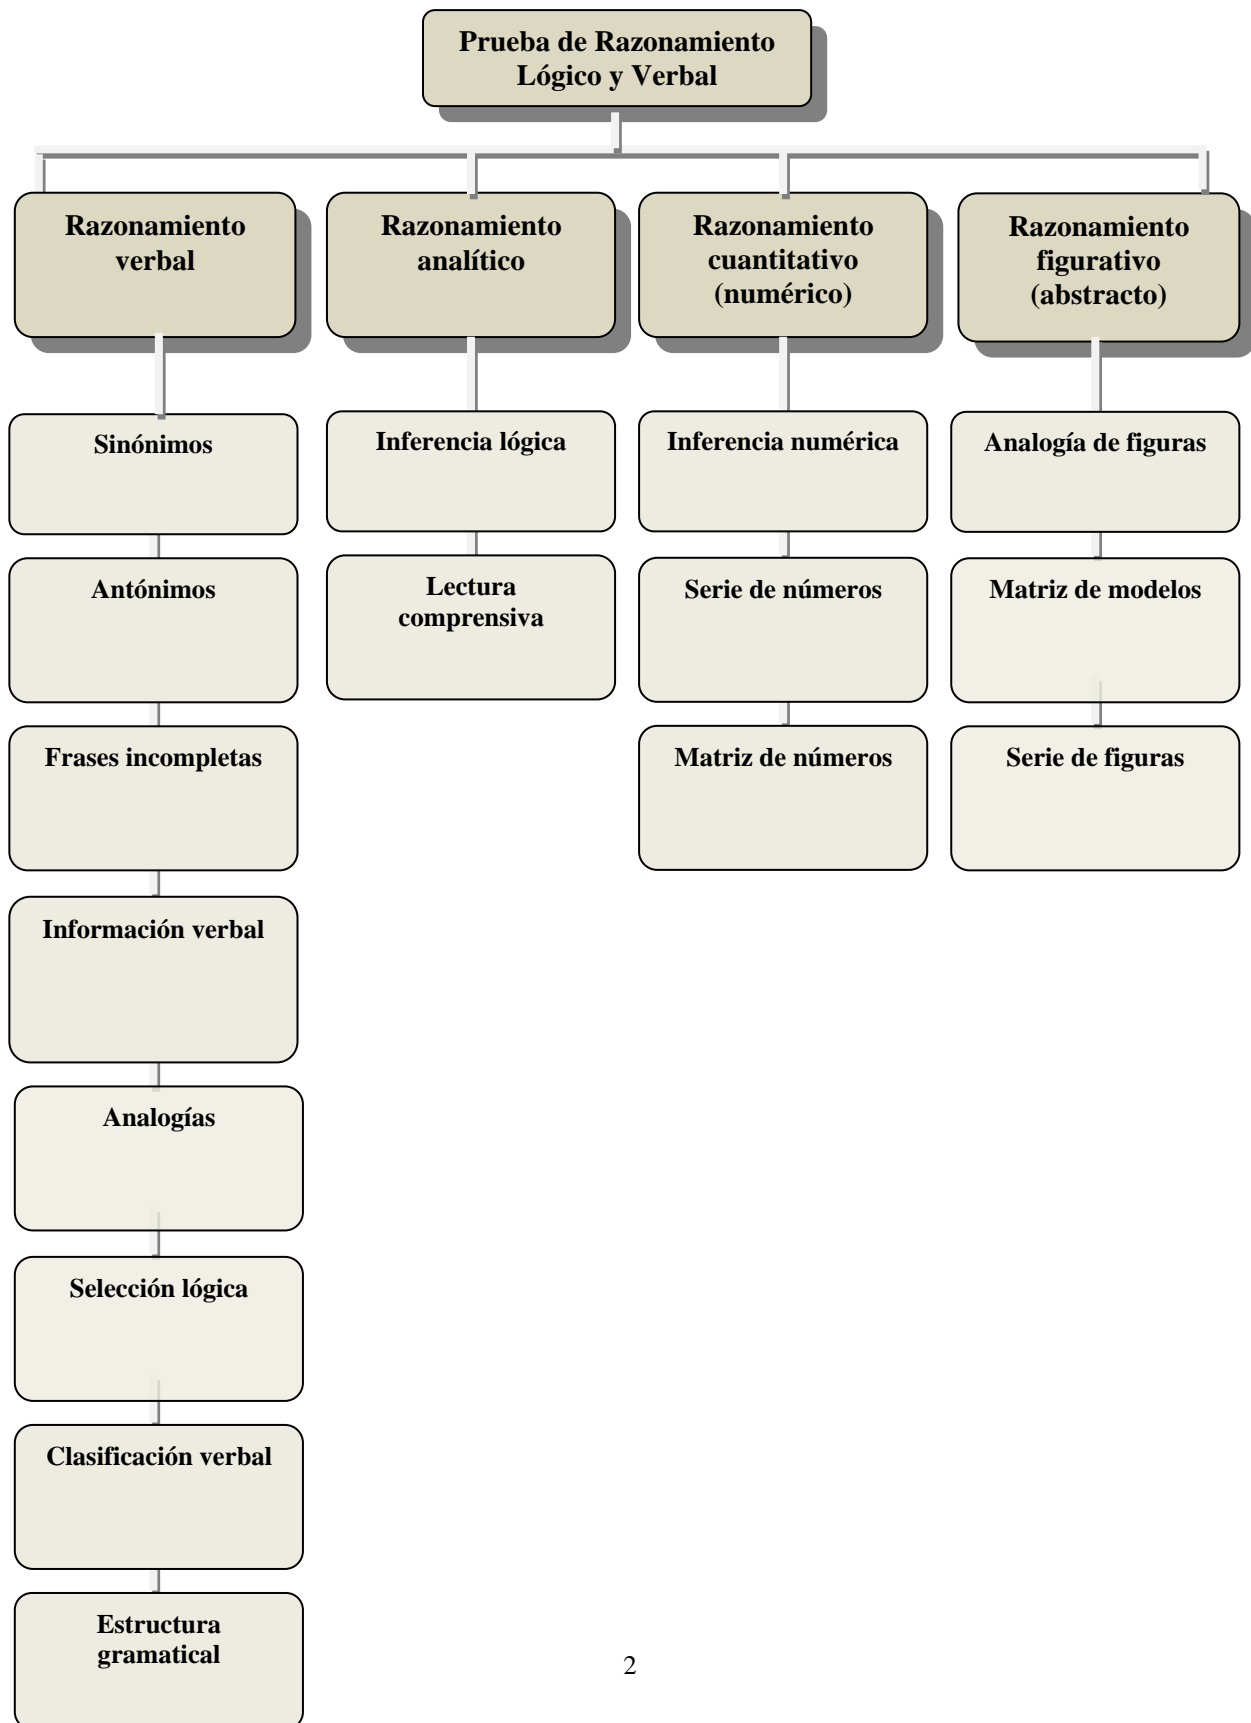 Prueba de Razonamiento
Lógico y Verbal
Razonamiento
verbal
Razonamiento
analítico
Razonamiento
cuantitativo
(numérico)
Razonamiento
figurativo
(abstracto)
Sinónimos
Inferencia lógica
Inferencia numérica
Analogía de figuras
Antónimos
Lectura
comprensiva
Serie de números
Matriz de modelos
Frases incompletas
Matriz de números
Serie de figuras
Información verbal
Analogías
Selección lógica
Clasificación verbal
Estructura
gramatical
2